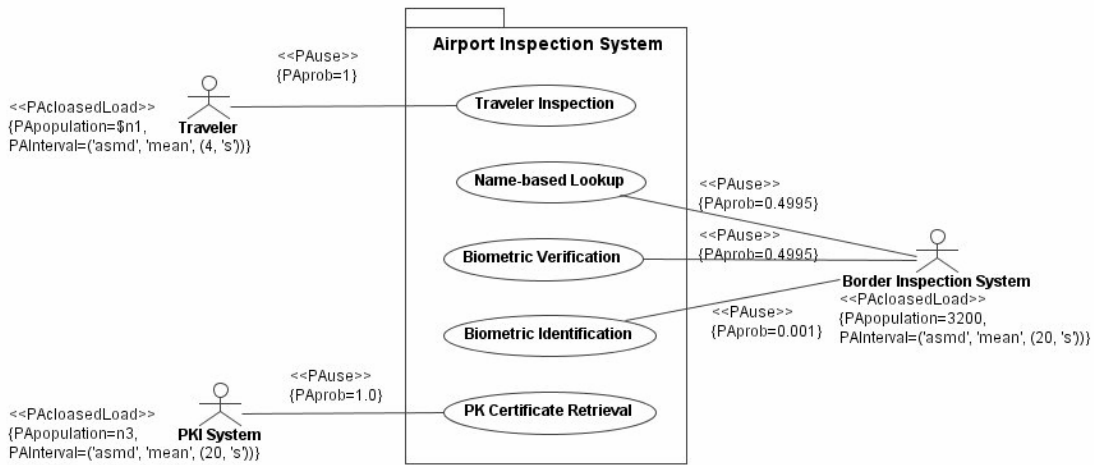 Airport Inspection System
<<PAuse>>
{PAprob=1}
<<PAcloasedLoad>>
{PApopulation=$n1,
PAInterval=('asmd', 'mean', (4, 's'))}
Traveler
Traveler Inspection
Name-based Lookup
<<PAuse>>
{PAprob=0.4995}
Biometric Verification
<<PAuse>>
{PAprob=0.4995}
Border Inspection System
<<PAcloasedLoad>>
{PApopulation=3200,
PAInterval=('asmd', 'mean', (20, 's'))}
Biometric Identification
<<PAuse>>
{PAprob=0.001}
<<PAuse>>
{PAprob=1.0}
PK Certificate Retrieval
<<PAcloasedLoad>>
{PApopulation=n3,
PAInterval=('asmd', 'mean', (20, 's'))}
PKI System